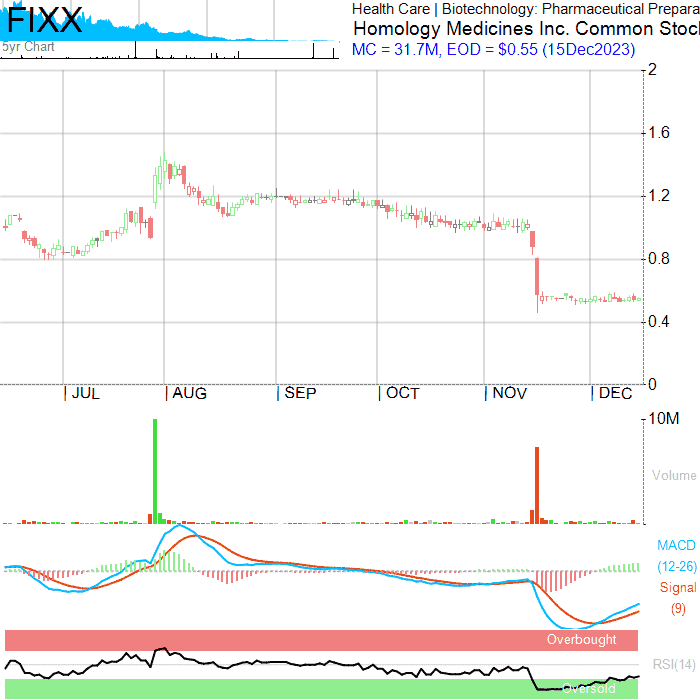 FIXX
5yr Chart
Health Care | Biotechnology: Pharmaceutical Prepara
Homology Medicines Inc. Common Stoc
MC = 31.7M, EOD = $0.55 (15Dec2023)
2
1.6
1.2
0.8
0.4
0
| JUL | AUG | SEP | OCT | NOV | DEC
10M
Volume
MACD
(12-26)
Signal
(9)
Overbought
RSI(14)
Oversold